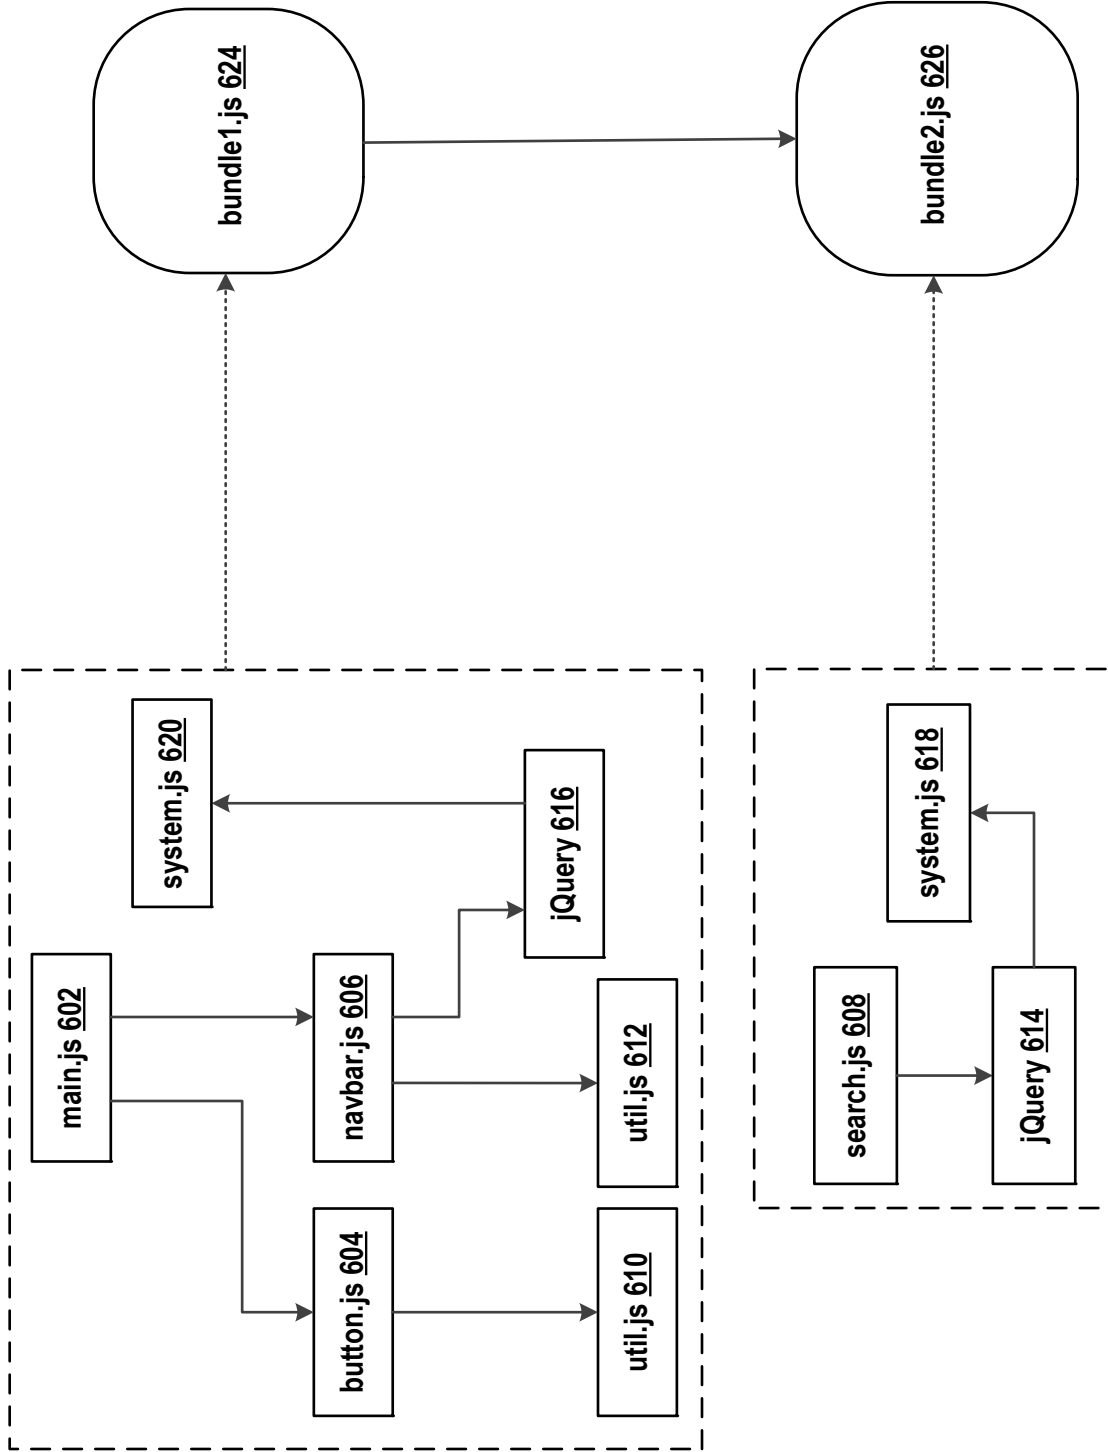 main.js 602
button.js 604
navbar.js 606
util.js 610
util.js 612
jQuery 616
system.js 620
bundle1.js 624
search.js 608
jQuery 614
system.js 618
bundle2.js 626